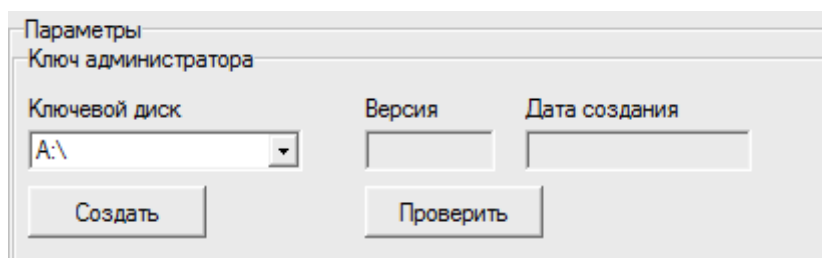 Параметры
Ключ администратора
Ключевой диск Версия Дата создания
A:\
Создать Проверить